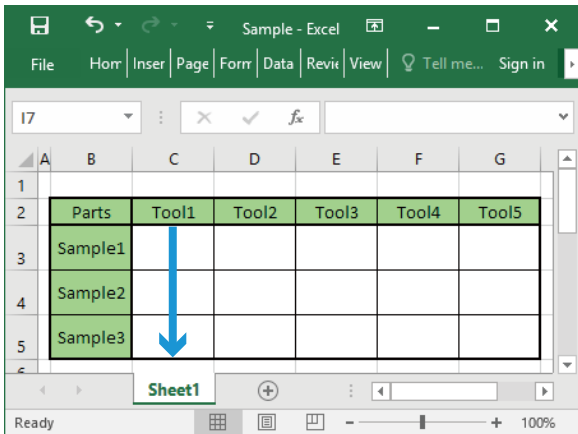 Sample - Excel
File Hom Inser Page Form Data Revie View Tell me... Sign in
I7 fx
A B C D E F G
1
2 Parts Tool1 Tool2 Tool3 Tool4 Tool5
3 Sample1
4 Sample2
5 Sample3
6
Sheet1
Ready 100%